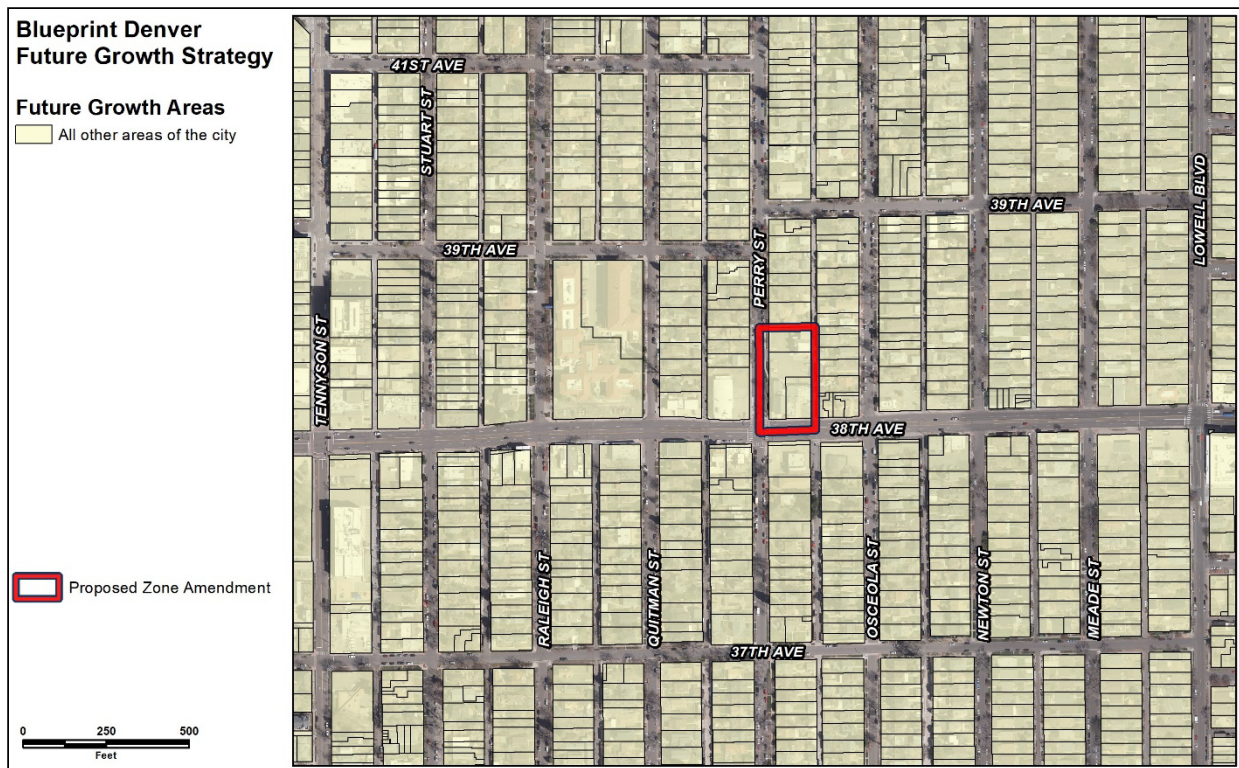 Blueprint Denver
Future Growth Strategy
Future Growth Areas
All other areas of the city
Proposed Zone Amendment
0 250 500
Feet
41ST AVE
STUART ST
39TH AVE
LOWELL BLVD
39TH AVE
PERRY ST
TENNYSON ST
38TH AVE
RALEIGH ST
QUITMAN ST
OSCEOLA ST
NEWTON ST
MEADE ST
37TH AVE